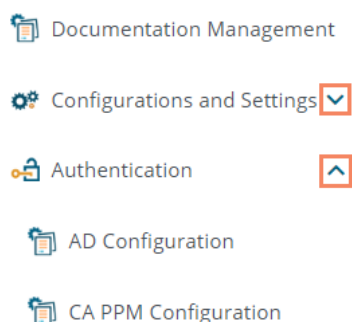 Documentation Management
Configurations and Settings
Authentication
AD Configuration
CA PPM Configuration